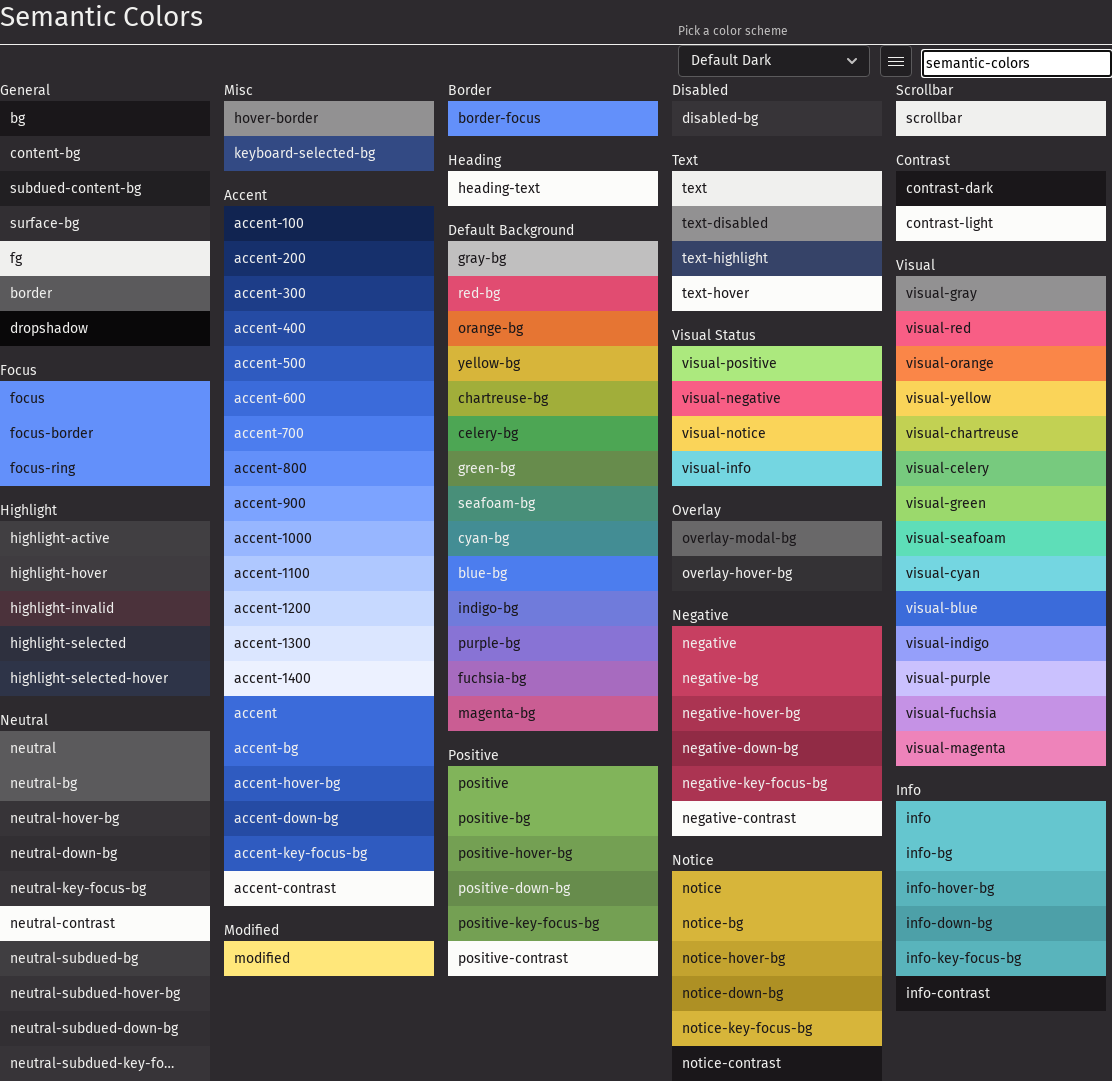 Semantic Colors
Pick a color scheme
Default Dark
semantic-colors
General
bg
content-bg
subdued-content-bg
surface-bg
fg
border
dropshadow
Focus
focus
focus-border
focus-ring
Highlight
highlight-active
highlight-hover
highlight-invalid
highlight-selected
highlight-selected-hover
Neutral
neutral
neutral-bg
neutral-hover-bg
neutral-down-bg
neutral-key-focus-bg
neutral-contrast
neutral-subdued-bg
neutral-subdued-hover-bg
neutral-subdued-down-bg
neutral-subdued-key-fo...
Misc
hover-border
keyboard-selected-bg
Accent
accent-100
accent-200
accent-300
accent-400
accent-500
accent-600
accent-700
accent-800
accent-900
accent-1000
accent-1100
accent-1200
accent-1300
accent-1400
accent
accent-bg
accent-hover-bg
accent-down-bg
accent-key-focus-bg
accent-contrast
Modified
modified
Border
border-focus
Heading
heading-text
Default Background
gray-bg
red-bg
orange-bg
yellow-bg
chartreuse-bg
celery-bg
green-bg
seafoam-bg
cyan-bg
blue-bg
indigo-bg
purple-bg
fuchsia-bg
magenta-bg
Positive
positive
positive-bg
positive-hover-bg
positive-down-bg
positive-key-focus-bg
positive-contrast
Disabled
disabled-bg
Text
text
text-disabled
text-highlight
text-hover
Visual Status
visual-positive
visual-negative
visual-notice
visual-info
Overlay
overlay-modal-bg
overlay-hover-bg
Negative
negative
negative-bg
negative-hover-bg
negative-down-bg
negative-key-focus-bg
negative-contrast
Notice
notice
notice-bg
notice-hover-bg
notice-down-bg
notice-key-focus-bg
notice-contrast
Scrollbar
scrollbar
Contrast
contrast-dark
contrast-light
Visual
visual-gray
visual-red
visual-orange
visual-yellow
visual-chartreuse
visual-celery
visual-green
visual-seafoam
visual-cyan
visual-blue
visual-indigo
visual-purple
visual-fuchsia
visual-magenta
Info
info
info-bg
info-hover-bg
info-down-bg
info-key-focus-bg
info-contrast